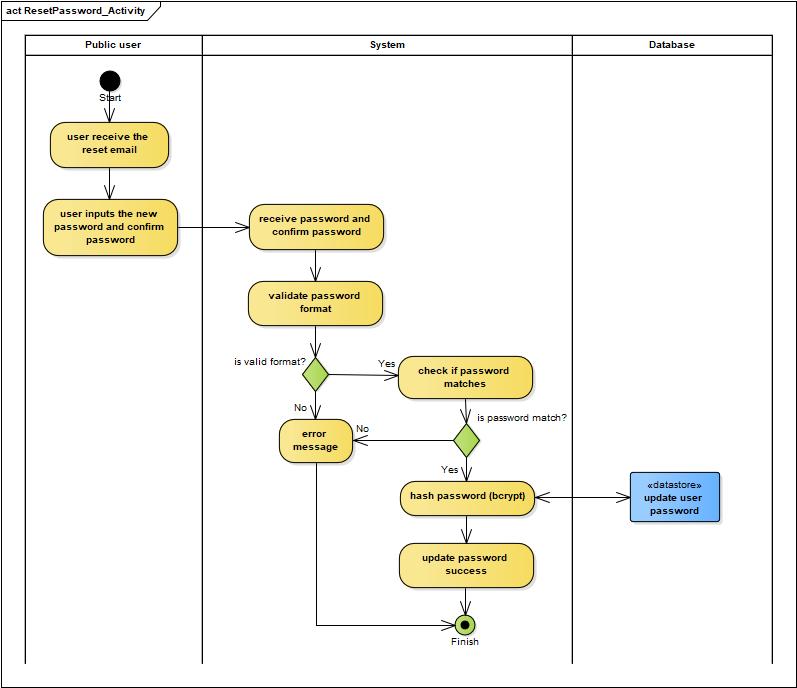 act ResetPassword_Activity
Public user
System
Database
Start
user receive the
reset email
user inputs the new
password and confirm
password
receive password and
confirm password
validate password
format
is valid format?
Yes
check if password
matches
No
is password match?
error
message
No
Yes
hash password (bcrypt)
«datastore»
update user
password
update password
success
Finish